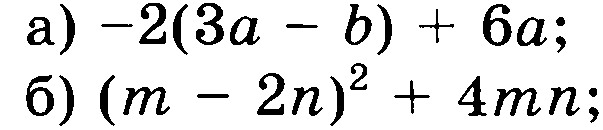 а) −2(3a − b) + 6a;
б) (m − 2n)² + 4mn;